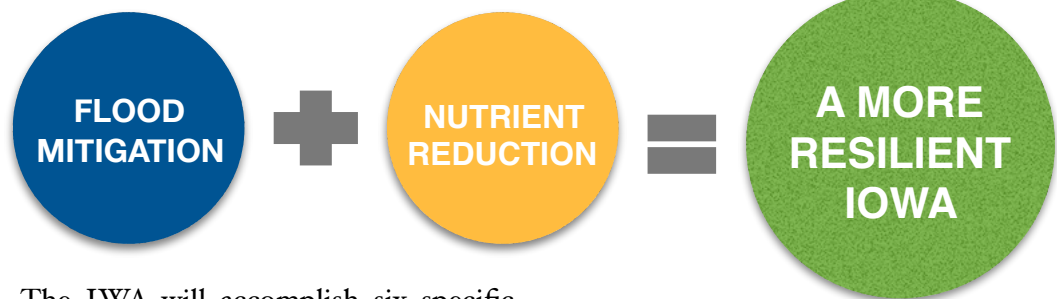 FLOOD
MITIGATION
NUTRIENT
REDUCTION
A MORE
RESILIENT
IOWA
The IWA will accomplish six specific